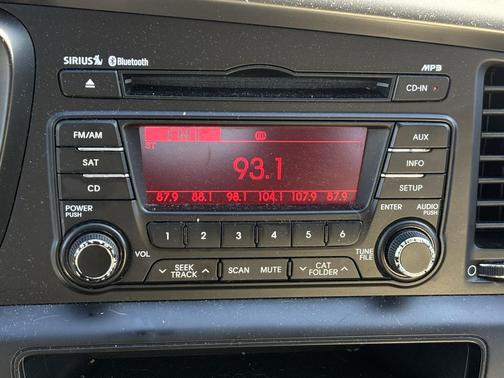 SIRIUS Bluetooth MP3
CD-IN
FM/AM AUX
ST
SAT 93.1 INFO
CD 87.9 88.1 98.1 104.1 107.9 87.9 SETUP
POWER PUSH ENTER AUDIO PUSH
1 2 3 4 5 6
VOL TUNE FILE
SEEK TRACK SCAN MUTE CAT FOLDER